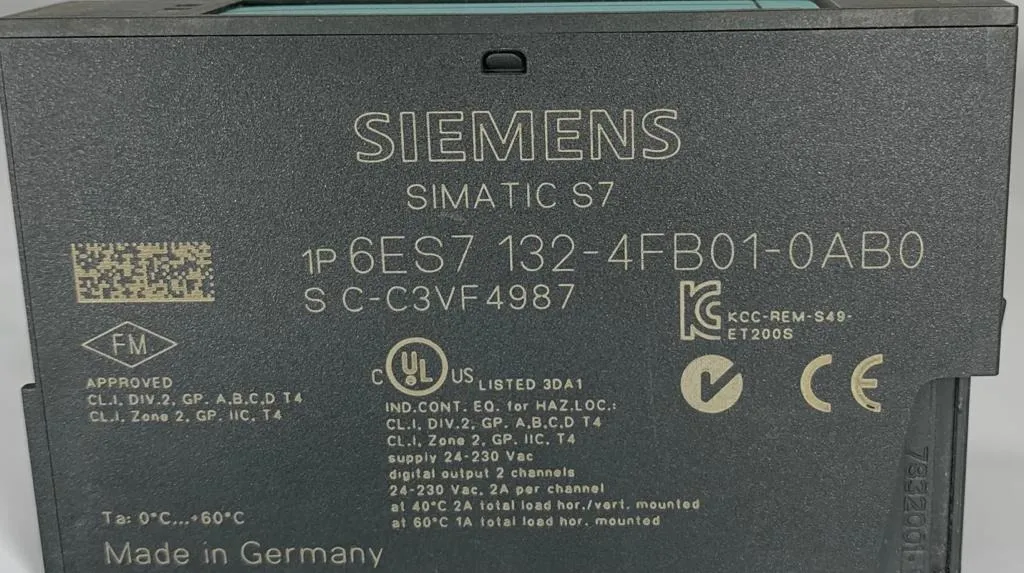 SIEMENS
SIMATIC S7
1P 6ES7 132-4FB01-0AB0
S C-C3VF4987
KCC-REM-S49-
ET200S
FM
APPROVED
CL.I, DIV.2, GP. A,B,C,D T4
CL.I, Zone 2, GP. IIC, T4
C UL US LISTED 3DA1
IND.CONT. EQ. for HAZ.LOC.:
CL.I, DIV.2, GP. A,B,C,D T4
CL.I, Zone 2, GP. IIC, T4
supply 24-230 Vac
digital output 2 channels
24-230 Vac, 2A per channel
at 40°C 2A total load hor./vert. mounted
at 60°C 1A total load hor. mounted
CE
Ta: 0°C...+60°C
Made in Germany